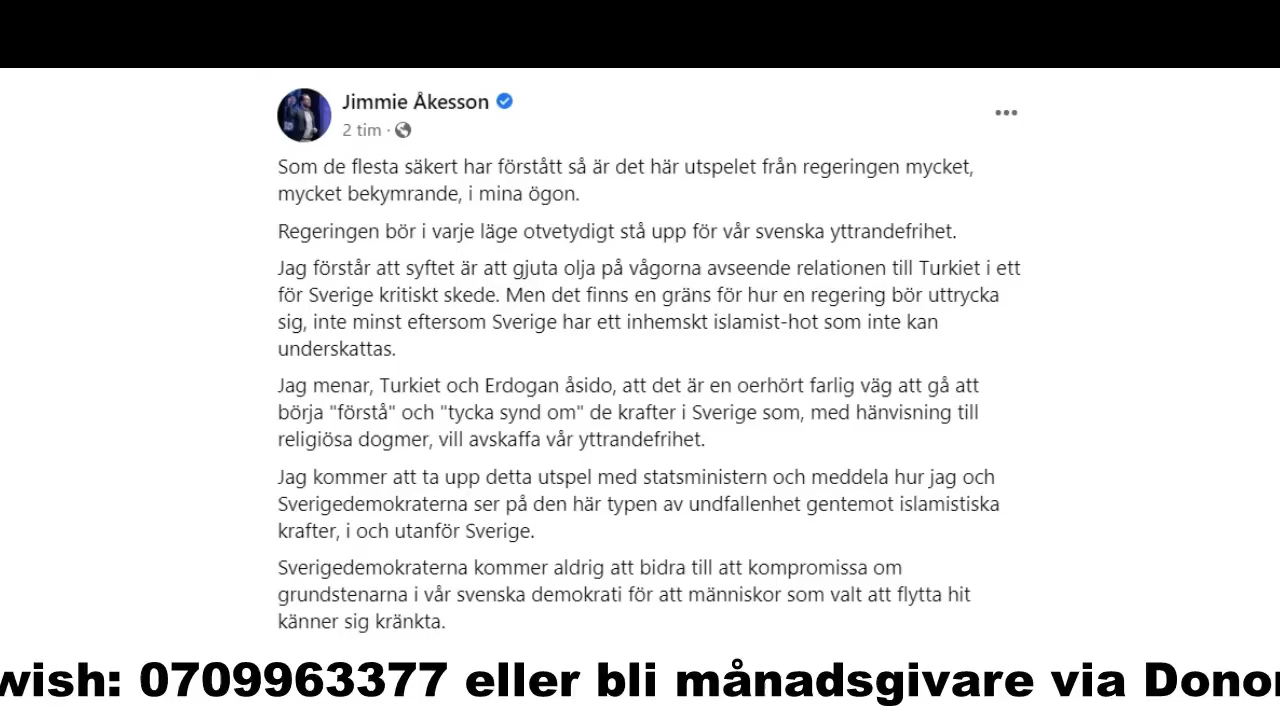 Jimmie Åkesson
2 tim ·
Som de flesta säkert har förstått så är det här utspelet från regeringen mycket,
mycket bekymrande, i mina ögon.
Regeringen bör i varje läge otvetydigt stå upp för vår svenska yttrandefrihet.
Jag förstår att syftet är att gjuta olja på vågorna avseende relationen till Turkiet i ett
för Sverige kritiskt skede. Men det finns en gräns för hur en regering bör uttrycka
sig, inte minst eftersom Sverige har ett inhemskt islamist-hot som inte kan
underskattas.
Jag menar, Turkiet och Erdogan åsido, att det är en oerhört farlig väg att gå att
börja "förstå" och "tycka synd om" de krafter i Sverige som, med hänvisning till
religiösa dogmer, vill avskaffa vår yttrandefrihet.
Jag kommer att ta upp detta utspel med statsministern och meddela hur jag och
Sverigedemokraterna ser på den här typen av undfallenhet gentemot islamistiska
krafter, i och utanför Sverige.
Sverigedemokraterna kommer aldrig att bidra till att kompromissa om
grundstenarna i vår svenska demokrati för att människor som valt att flytta hit
känner sig kränkta.
wish: 0709963377 eller bli månadsgivare via Donor